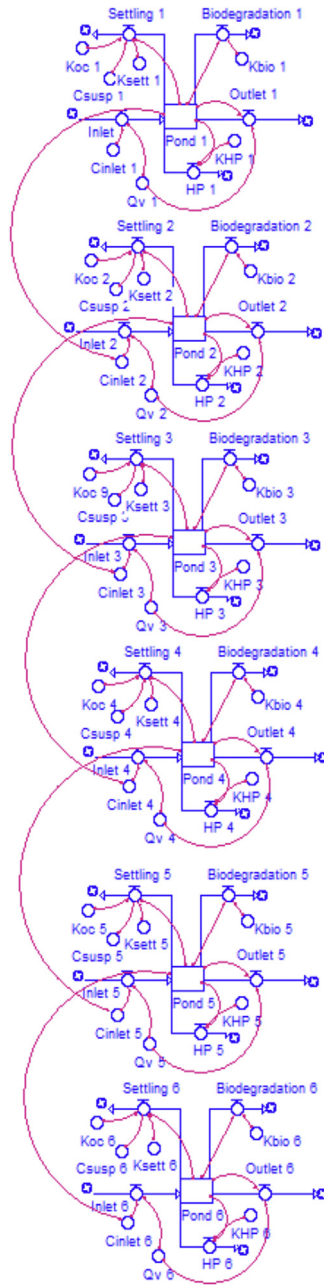 Settling 1 Biodegradation 1
Koc 1 Ksett 1 Kbio 1
Csusp 1 Outlet 1
Inlet 1 Pond 1 KHP 1
Cinlet 1 HP 1
Qv 1
Settling 2 Biodegradation 2
Koc 2 Ksett 2 Kbio 2
Csusp 2 Outlet 2
Inlet 2 Pond 2 KHP 2
Cinlet 2 HP 2
Qv 2
Settling 3 Biodegradation 3
Koc 9 Ksett 3 Kbio 3
Csusp Outlet 3
Inlet 3 Pond 3 KHP 3
Cinlet 3 HP 3
Qv 3
Settling 4 Biodegradation 4
Koc 4 Ksett 4 Kbio 4
Csusp 4 Outlet 4
Inlet 4 Pond 4 KHP 4
Cinlet 4 HP 4
Qv 4
Settling 5 Biodegradation 5
Koc 5 Ksett 5 Kbio 5
Csusp 5 Outlet 5
Inlet 5 Pond 5 KHP 5
Cinlet 5 HP 5
Qv 5
Settling 6 Biodegradation 6
Koc 6 Ksett 6 Kbio 6
Csusp 6 Outlet 6
Inlet 6 Pond 6 KHP 6
Cinlet 6 HP 6
Qv 6